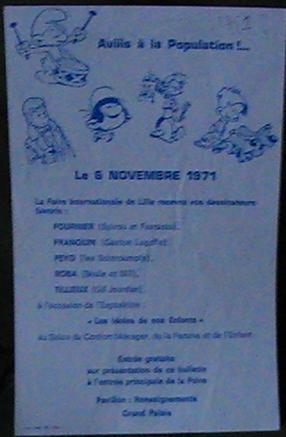 1971
Aviiis à la Population !...
Le 6 NOVEMBRE 1971
La Foire Internationale de Lille recevra vos dessinateurs
favoris :
FOURNIER (Spirou et Fantasio),
FRANQUIN (Gaston Lagaffe),
PEYO (les Schtroumpfs),
ROBA (Boule et Bill),
TILLIEUX (Gil Jourdan),
à l'occasion de l'Exposition :
« Les Idoles de nos Enfants »
au Salon du Confort Ménager, de la Femme et de l'Enfant.
Entrée gratuite
sur présentation de ce bulletin
à l'entrée principale de la Foire
Pavillon : Renseignements
Grand Palais